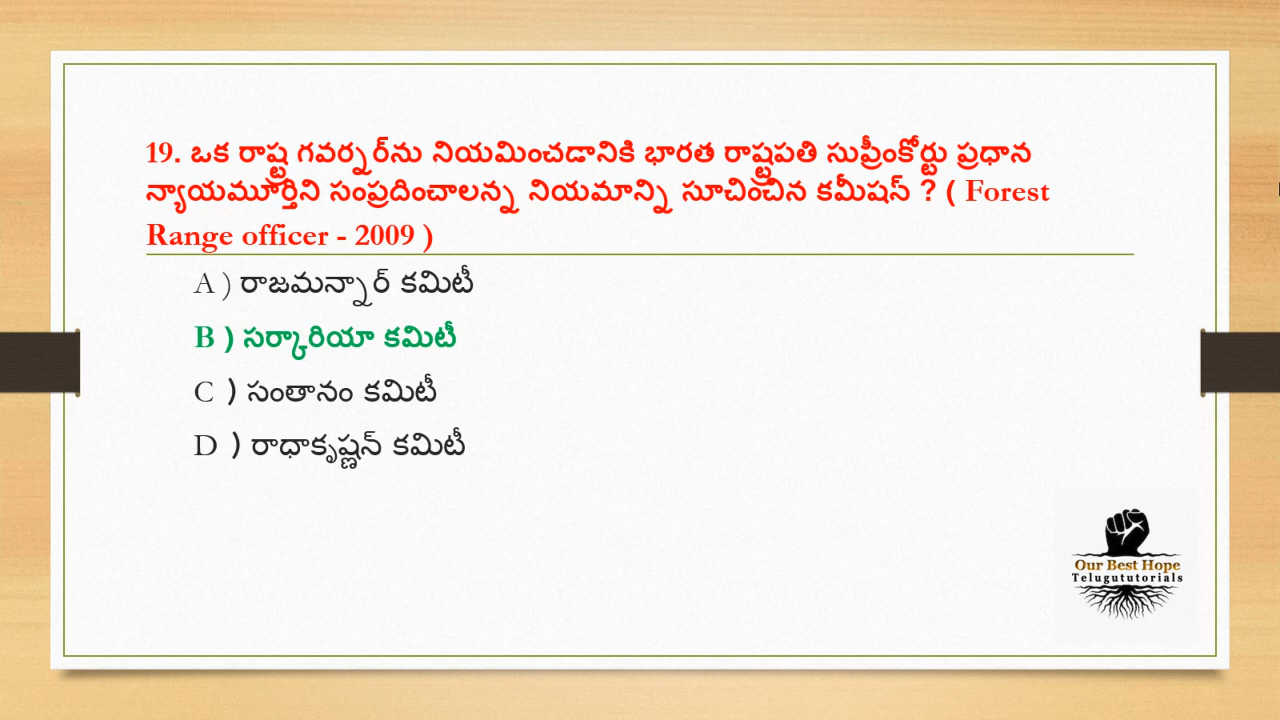 19. ఒక రాష్ట్ర గవర్నర్‌ను నియమించడానికి భారత రాష్ట్రపతి సుప్రీంకోర్టు ప్రధాన
న్యాయమూర్తిని సంప్రదించాలన్న నియమాన్ని సూచించిన కమీషన్ ? ( Forest
Range officer - 2009 )
A ) రాజమన్నార్ కమిటీ
B ) సర్కారియా కమిటీ
C ) సంతానం కమిటీ
D ) రాధాకృష్ణన్ కమిటీ
Our Best Hope
Telugututorials